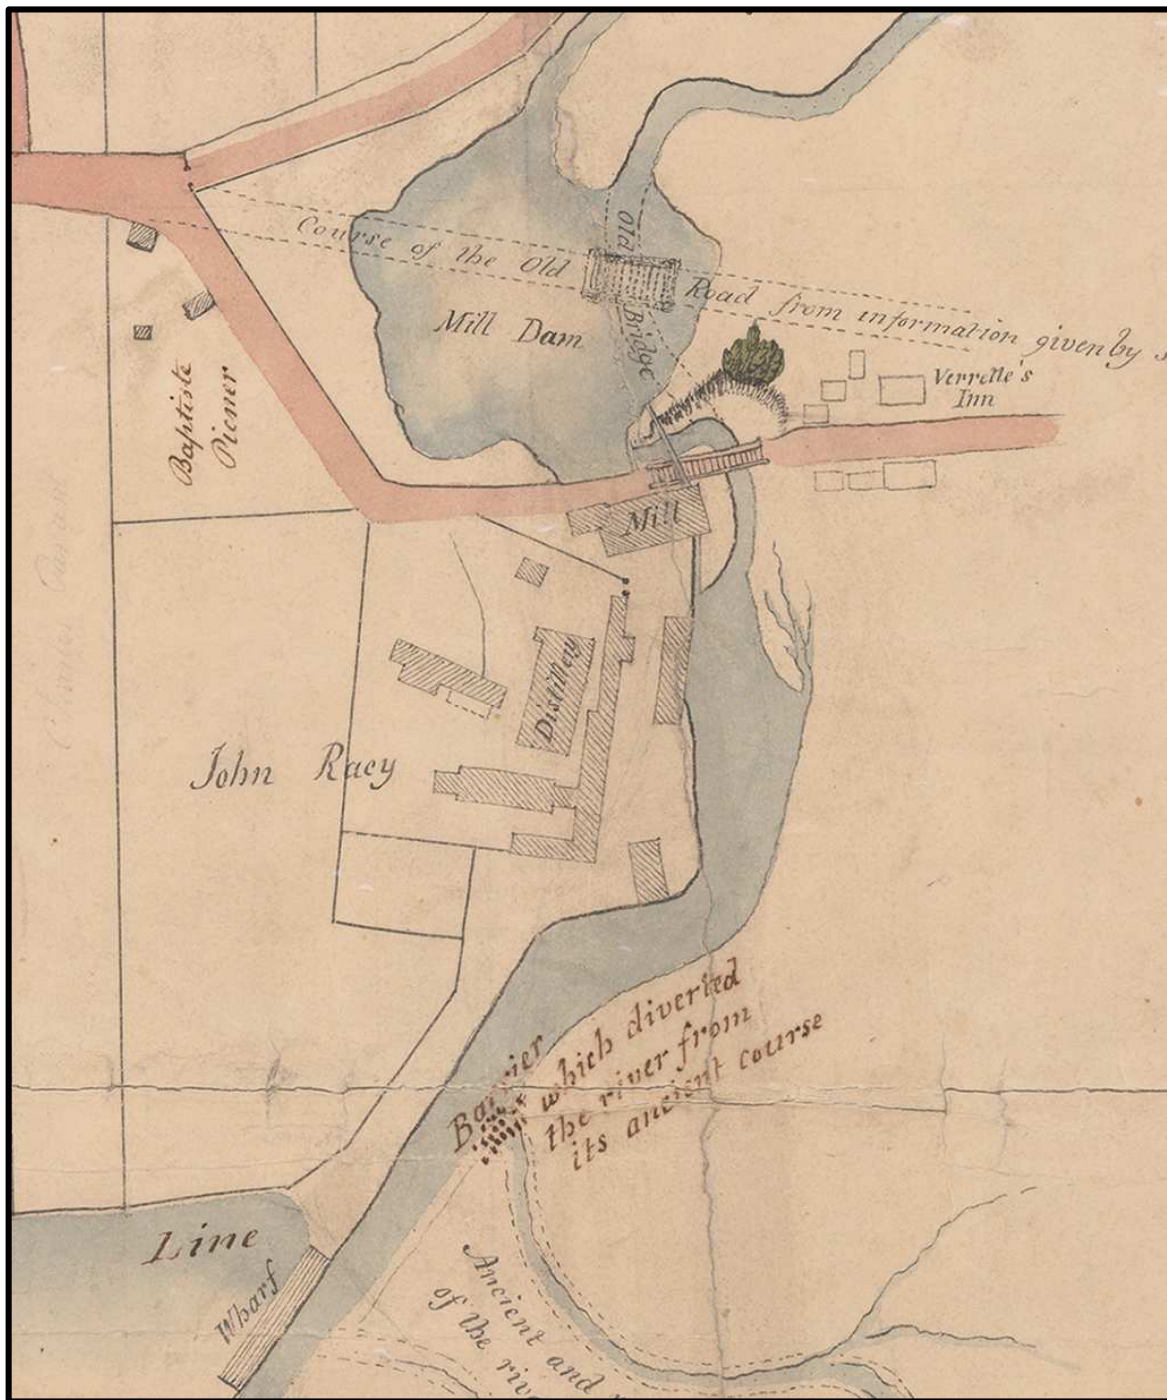 Course of the Old Road from information given by
Old Bridge
Mill Dam
Verrette's
Inn
Baptiste
Piener
Mill
Distillery
John Racy
Barrier
which diverted
the river from
its ancient course
Line
Wharf
Ancient and
of the